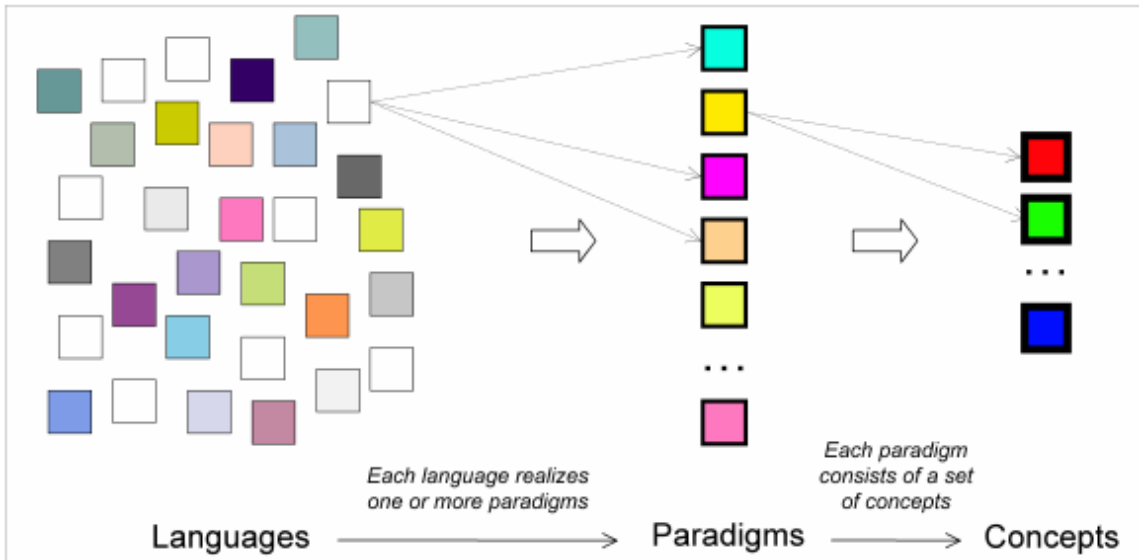 ...
...
Each language realizes
one or more paradigms
Each paradigm
consists of a set
of concepts
Languages
Paradigms
Concepts